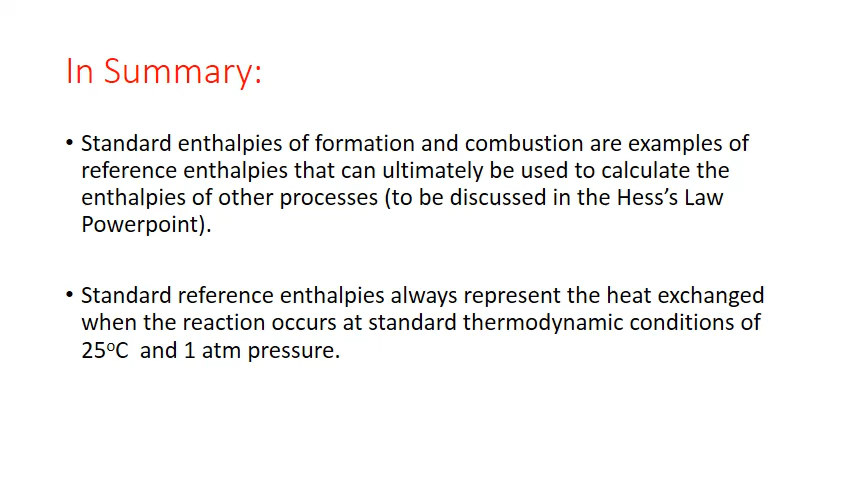 In Summary:
• Standard enthalpies of formation and combustion are examples of
reference enthalpies that can ultimately be used to calculate the
enthalpies of other processes (to be discussed in the Hess’s Law
Powerpoint).
• Standard reference enthalpies always represent the heat exchanged
when the reaction occurs at standard thermodynamic conditions of
25ᵒC  and 1 atm pressure.